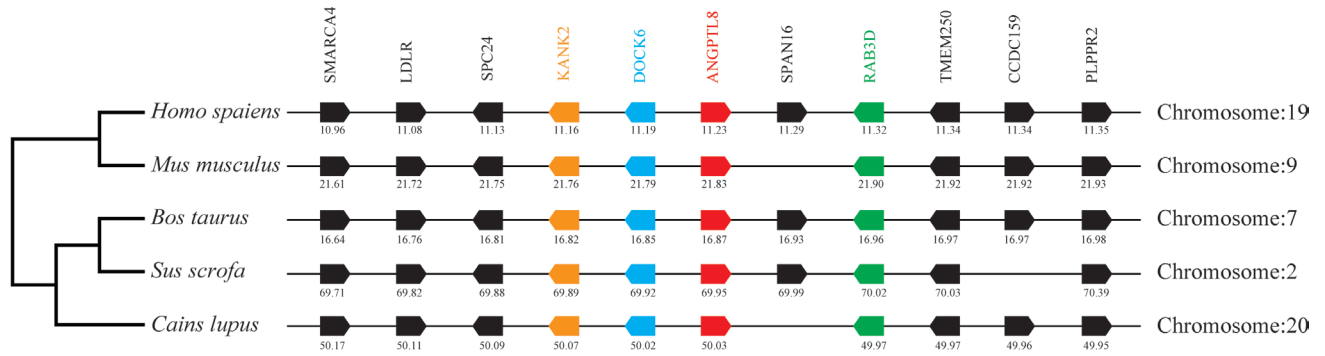 SMARCA4 LDLR SPC24 KANK2 DOCK6 ANGPTL8 SPAN16 RAB3D TMEM250 CCDC159 PLPPR2
Homo spaiens Chromosome:19
10.96 11.08 11.13 11.16 11.19 11.23 11.29 11.32 11.34 11.34 11.35
Mus musculus Chromosome:9
21.61 21.72 21.75 21.76 21.79 21.83 21.90 21.92 21.92 21.93
Bos taurus Chromosome:7
16.64 16.76 16.81 16.82 16.85 16.87 16.93 16.96 16.97 16.97 16.98
Sus scrofa Chromosome:2
69.71 69.82 69.88 69.89 69.92 69.95 69.99 70.02 70.03 70.39
Cains lupus Chromosome:20
50.17 50.11 50.09 50.07 50.02 50.03 49.97 49.97 49.96 49.95